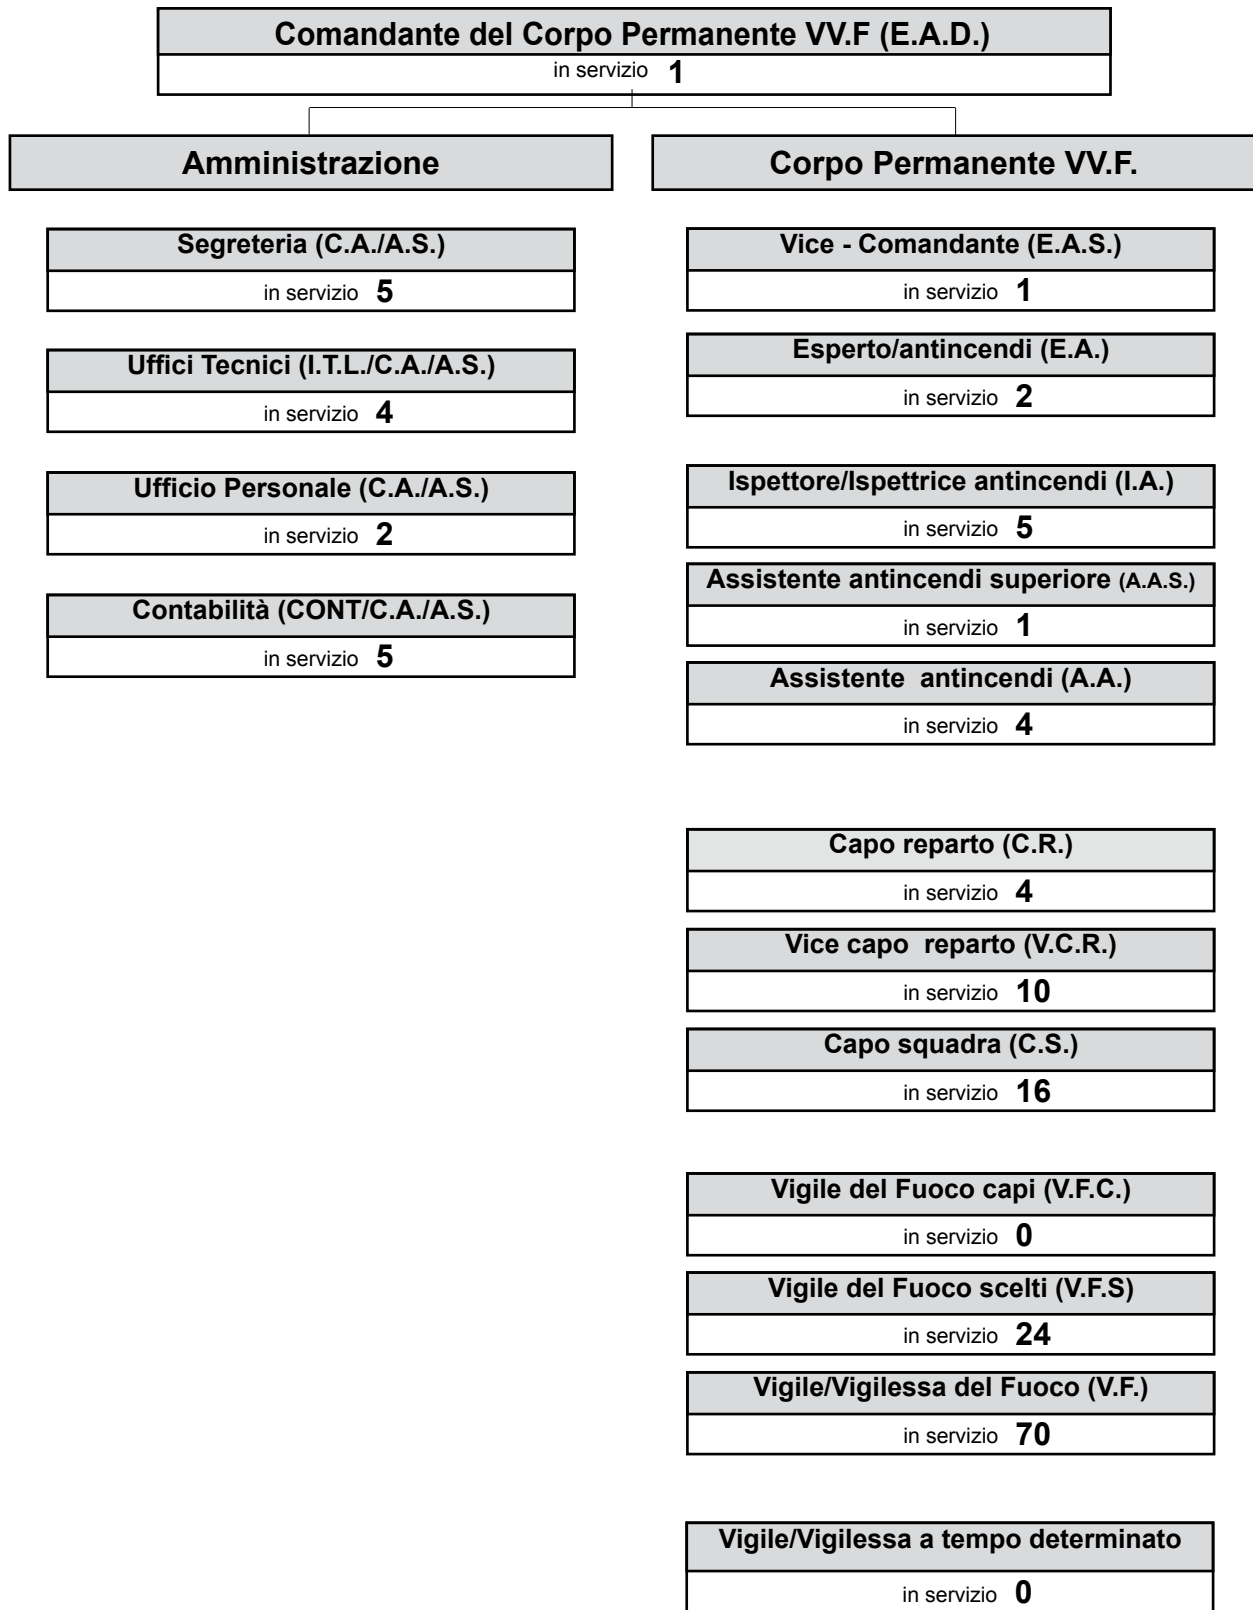 Comandante del Corpo Permanente VV.F (E.A.D.)
in servizio 1
Amministrazione
Segreteria (C.A./A.S.)
in servizio 5
Uffici Tecnici (I.T.L./C.A./A.S.)
in servizio 4
Ufficio Personale (C.A./A.S.)
in servizio 2
Contabilità (CONT/C.A./A.S.)
in servizio 5
Corpo Permanente VV.F.
Vice - Comandante (E.A.S.)
in servizio 1
Esperto/antincendi (E.A.)
in servizio 2
Ispettore/Ispettrice antincendi (I.A.)
in servizio 5
Assistente antincendi superiore (A.A.S.)
in servizio 1
Assistente antincendi (A.A.)
in servizio 4
Capo reparto (C.R.)
in servizio 4
Vice capo reparto (V.C.R.)
in servizio 10
Capo squadra (C.S.)
in servizio 16
Vigile del Fuoco capi (V.F.C.)
in servizio 0
Vigile del Fuoco scelti (V.F.S)
in servizio 24
Vigile/Vigilessa del Fuoco (V.F.)
in servizio 70
Vigile/Vigilessa a tempo determinato
in servizio 0